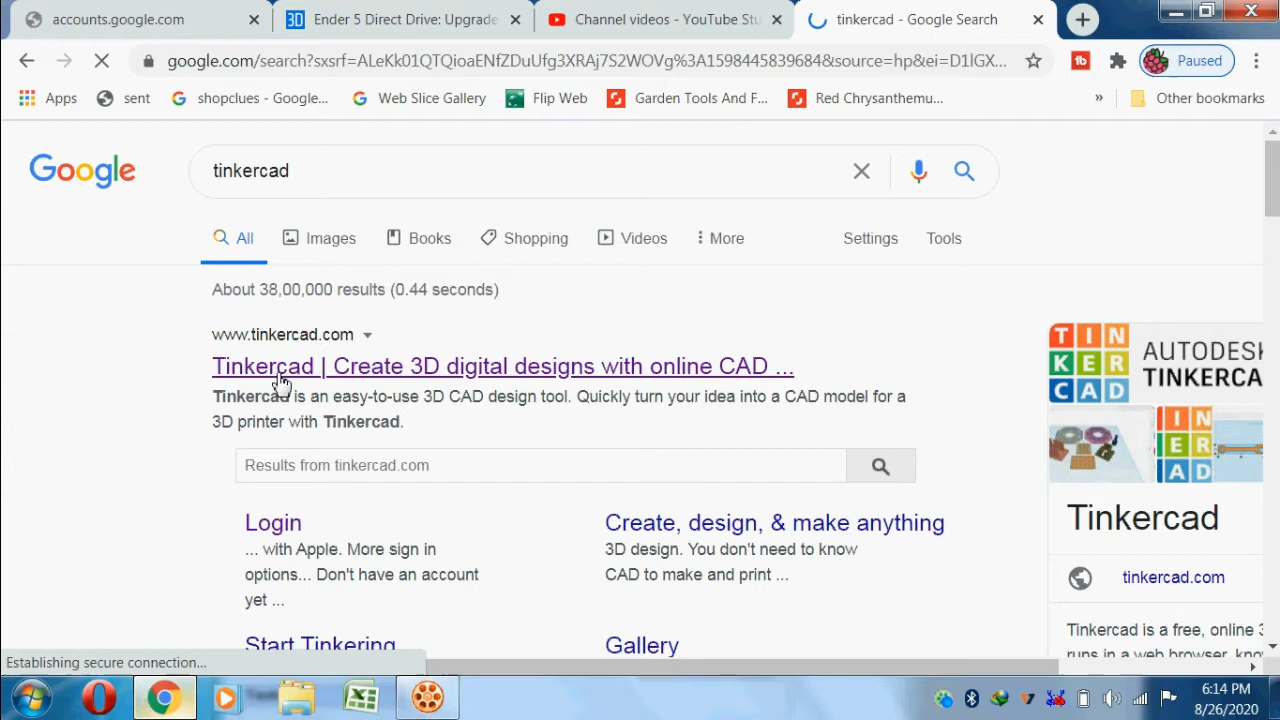 accounts.google.com
Ender 5 Direct Drive: Upgrade
Channel videos - YouTube Stu
tinkercad - Google Search
google.com/search?sxsrf=ALeKk01QTQioaENfZDuUfg3XRAj7S2WOVg%3A1598445839684&source=hp&ei=D1lGX...
Paused
Apps
sent
shopclues - Google...
Web Slice Gallery
Flip Web
Garden Tools And F...
Red Chrysanthemu...
»
Other bookmarks
Google
tinkercad
All
Images
Books
Shopping
Videos
More
Settings
Tools
About 38,00,000 results (0.44 seconds)
www.tinkercad.com
Tinkercad | Create 3D digital designs with online CAD ...
Tinkercad is an easy-to-use 3D CAD design tool. Quickly turn your idea into a CAD model for a
3D printer with Tinkercad.
Results from tinkercad.com
Login
... with Apple. More sign in
options... Don't have an account
yet ...
Create, design, & make anything
3D design. You don't need to know
CAD to make and print ...
Start Tinkering
Gallery
TIN
KER
CAD
AUTODESK
TINKERCA
Tinkercad
tinkercad.com
Tinkercad is a free, online 3
runs in a web browser, kno
Establishing secure connection...
6:14 PM
8/26/2020